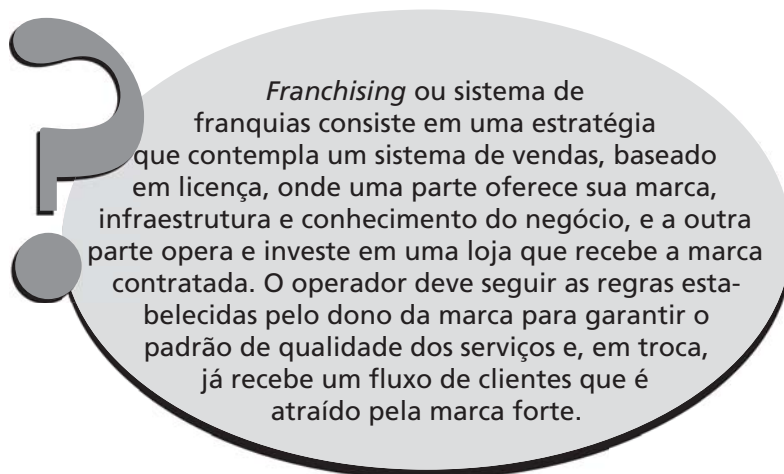 Franchising ou sistema de
franquias consiste em uma estratégia
que contempla um sistema de vendas, baseado
em licença, onde uma parte oferece sua marca,
infraestrutura e conhecimento do negócio, e a outra
parte opera e investe em uma loja que recebe a marca
contratada. O operador deve seguir as regras esta-
belecidas pelo dono da marca para garantir o
padrão de qualidade dos serviços e, em troca,
já recebe um fluxo de clientes que é
atraído pela marca forte.